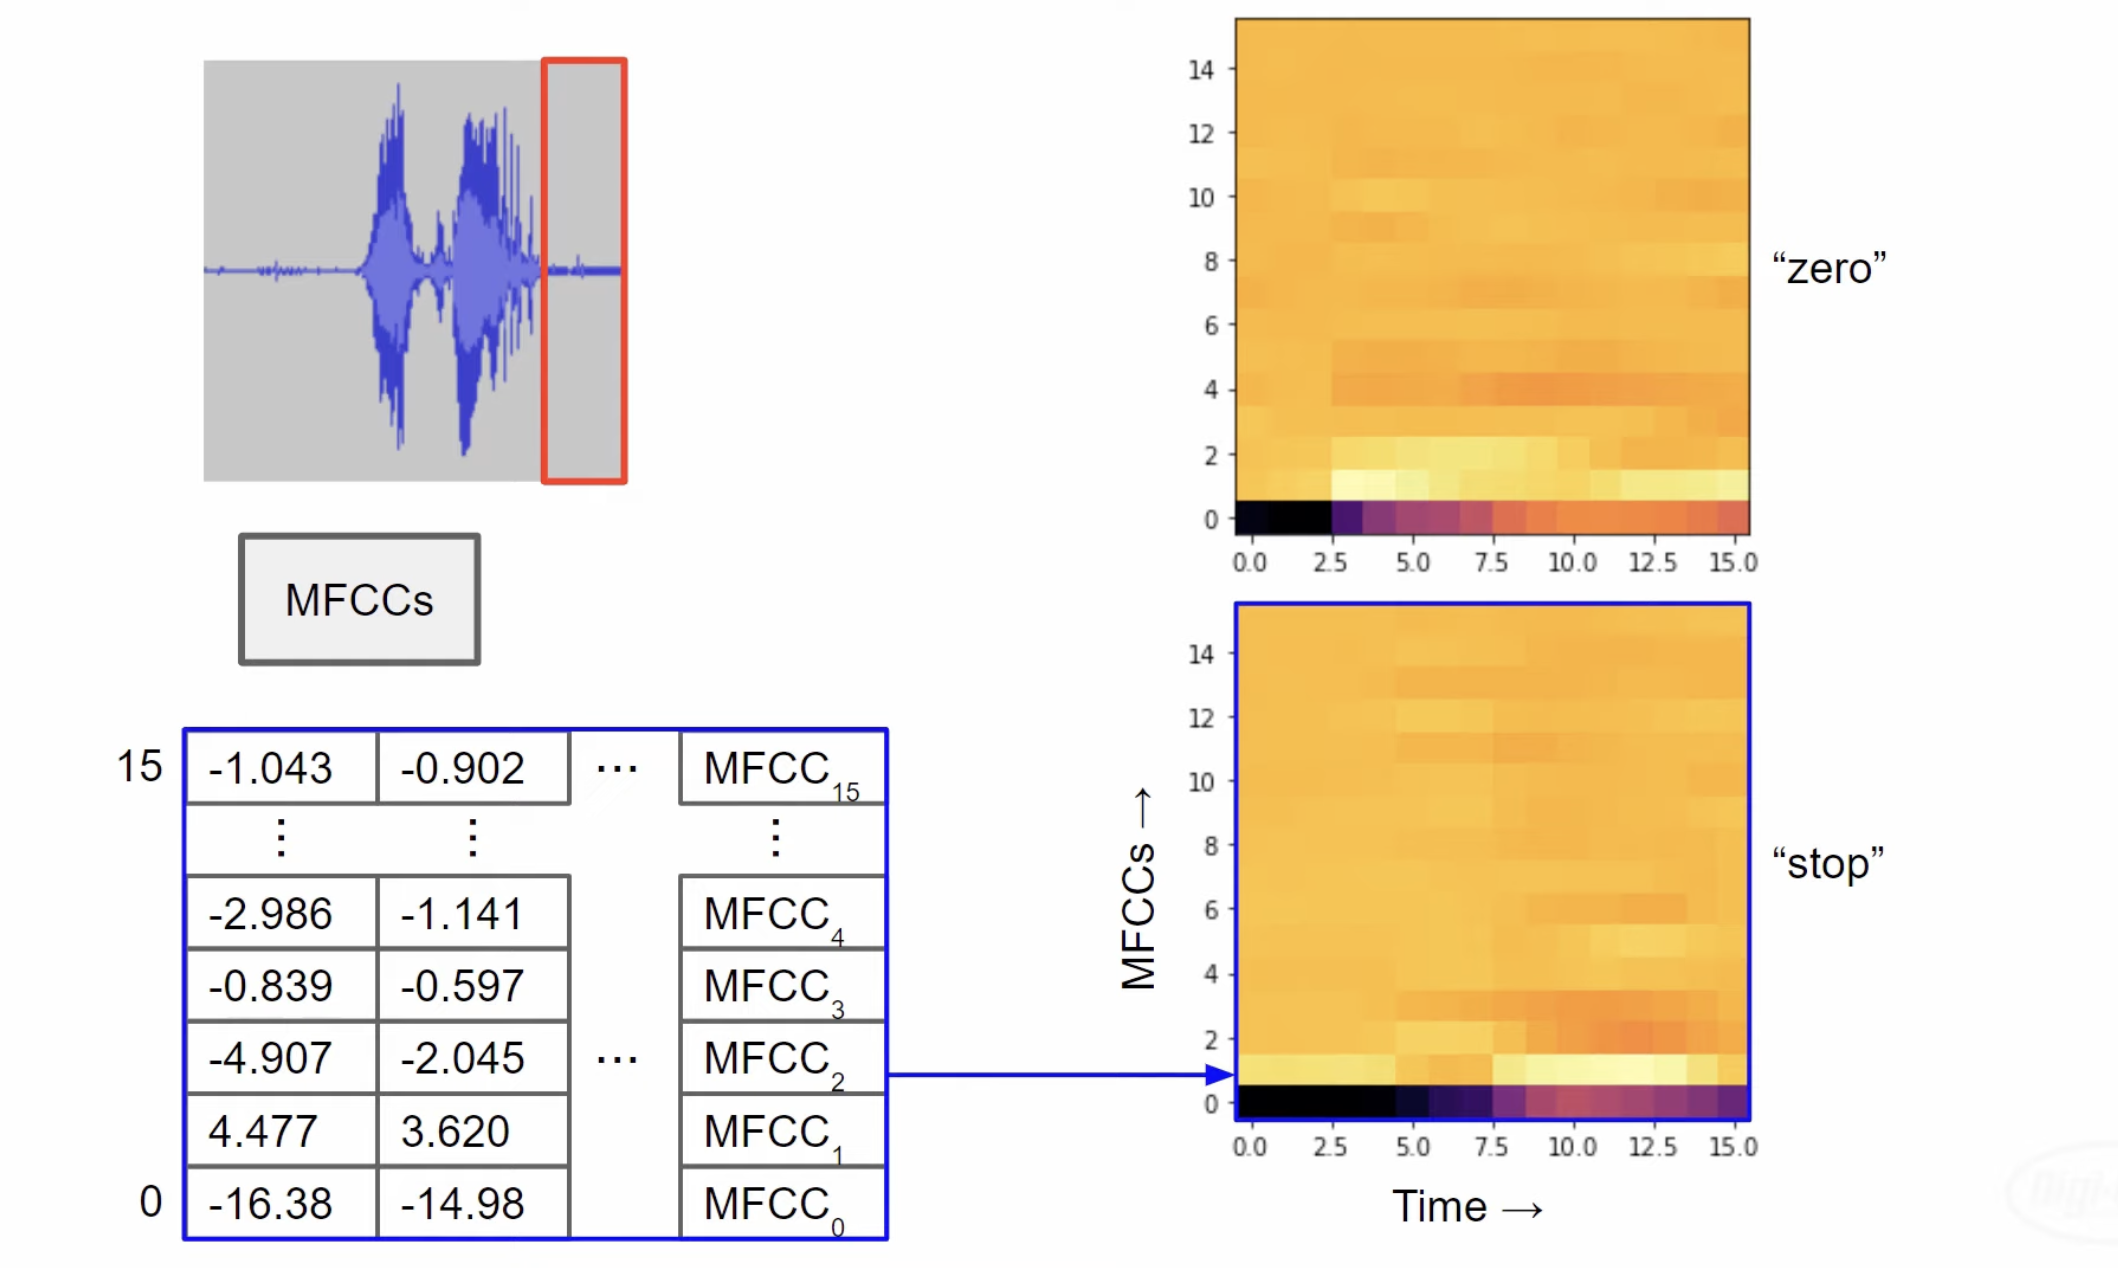 MFCCs
15 -1.043 -0.902 ... MFCC15
⋮ ⋮ ⋮
-2.986 -1.141 MFCC4
-0.839 -0.597 MFCC3
-4.907 -2.045 ... MFCC2
4.477 3.620 MFCC1
0 -16.38 -14.98 MFCC0
14
12
10
8
6
4
2
0
0.0 2.5 5.0 7.5 10.0 12.5 15.0
“zero”
MFCCs →
14
12
10
8
6
4
2
0
0.0 2.5 5.0 7.5 10.0 12.5 15.0
Time →
“stop”